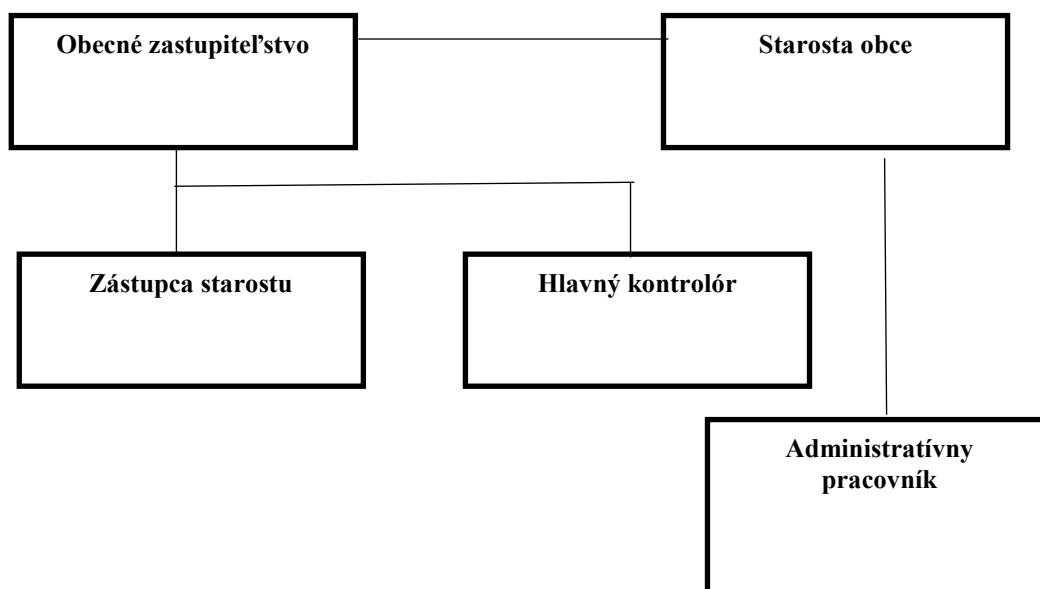 Obecné zastupiteľstvo
Starosta obce
Zástupca starostu
Hlavný kontrolór
Administratívny
pracovník